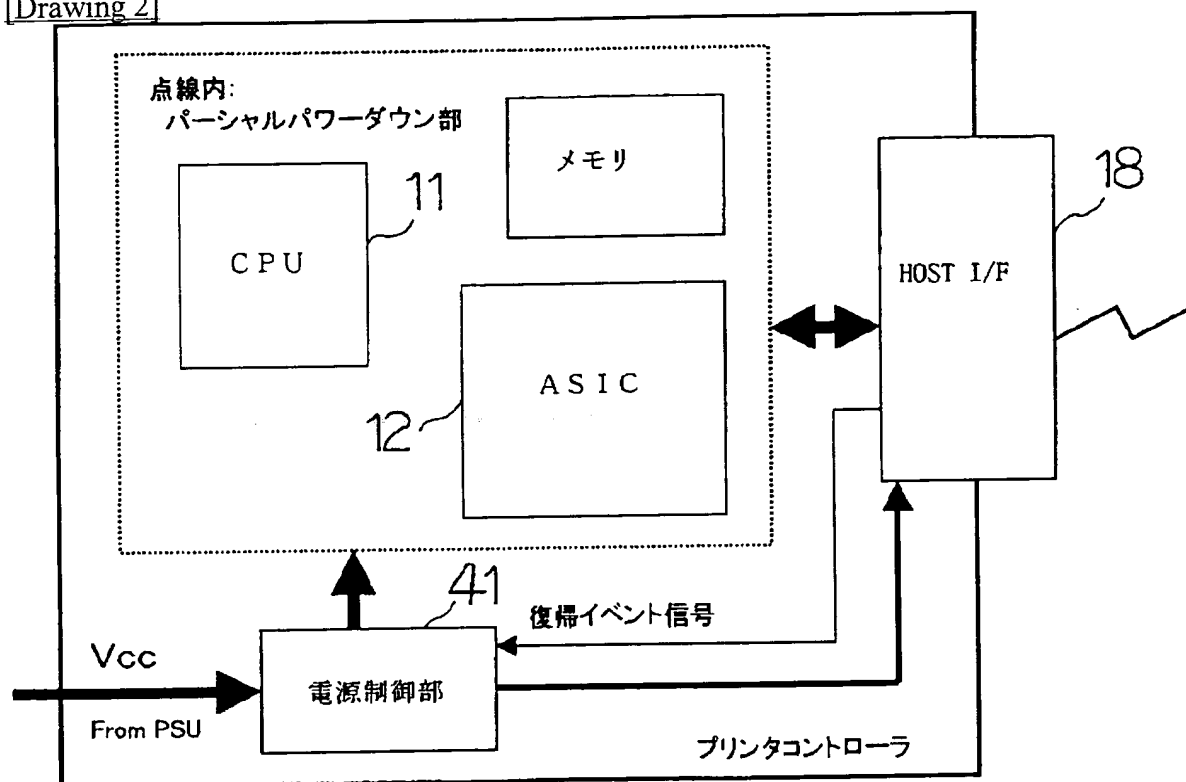 [Drawing 2]
点線内:
パーシャルパワーダウン部
メモリ
11
CPU
18
HOST I/F
ASIC
12
41
復帰イベント信号
Vcc
電源制御部
From PSU
プリンタコントローラ